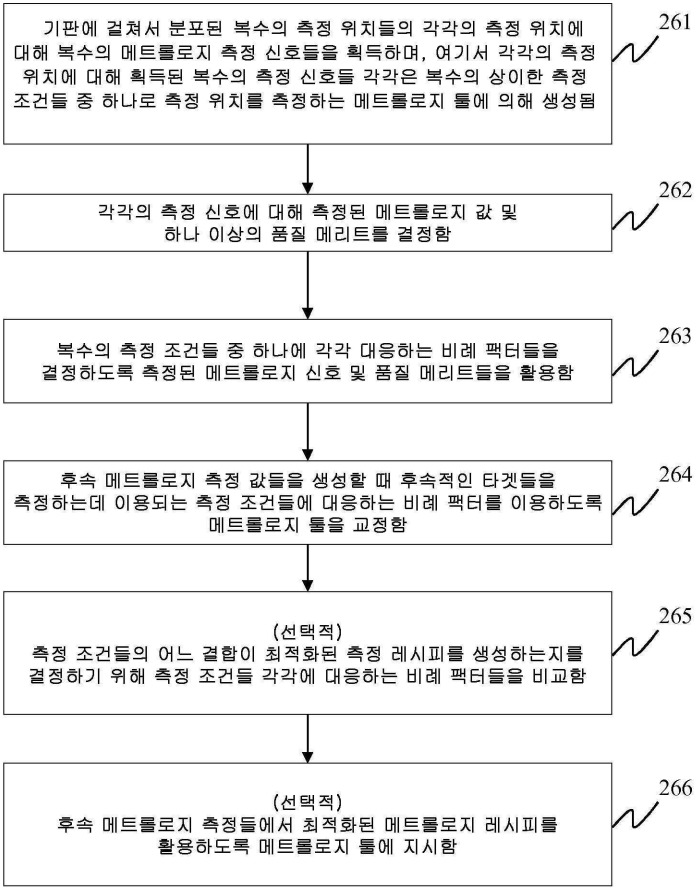 기판에 걸쳐서 분포된 복수의 측정 위치들의 각각의 측정 위치에
대해 복수의 메트롤로지 측정 신호들을 획득하며, 여기서 각각의 측정
위치에 대해 획득된 복수의 측정 신호들 각각은 복수의 상이한 측정
조건들 중 하나로 측정 위치를 측정하는 메트롤로지 툴에 의해 생성됨
261
각각의 측정 신호에 대해 측정된 메트롤로지 값 및
하나 이상의 품질 메리트를 결정함
262
복수의 측정 조건들 중 하나에 각각 대응하는 비례 팩터들을
결정하도록 측정된 메트롤로지 신호 및 품질 메리트들을 활용함
263
후속 메트롤로지 측정 값들을 생성할 때 후속적인 타겟들을
측정하는데 이용되는 측정 조건들에 대응하는 비례 팩터를 이용하도록
메트롤로지 툴을 교정함
264
(선택적)
측정 조건들의 어느 결합이 최적화된 측정 레시피를 생성하는지를
결정하기 위해 측정 조건들 각각에 대응하는 비례 팩터들을 비교함
265
(선택적)
후속 메트롤로지 측정들에서 최적화된 메트롤로지 레시피를
활용하도록 메트롤로지 툴에 지시함
266